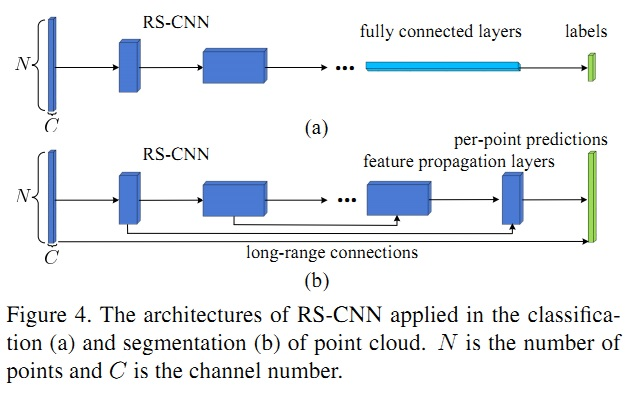 RS-CNN
fully connected layers
labels
N
C
...
(a)
per-point predictions
RS-CNN
feature propagation layers
N
C
...
long-range connections
(b)
Figure 4. The architectures of RS-CNN applied in the classifica-
tion (a) and segmentation (b) of point cloud. N is the number of
points and C is the channel number.